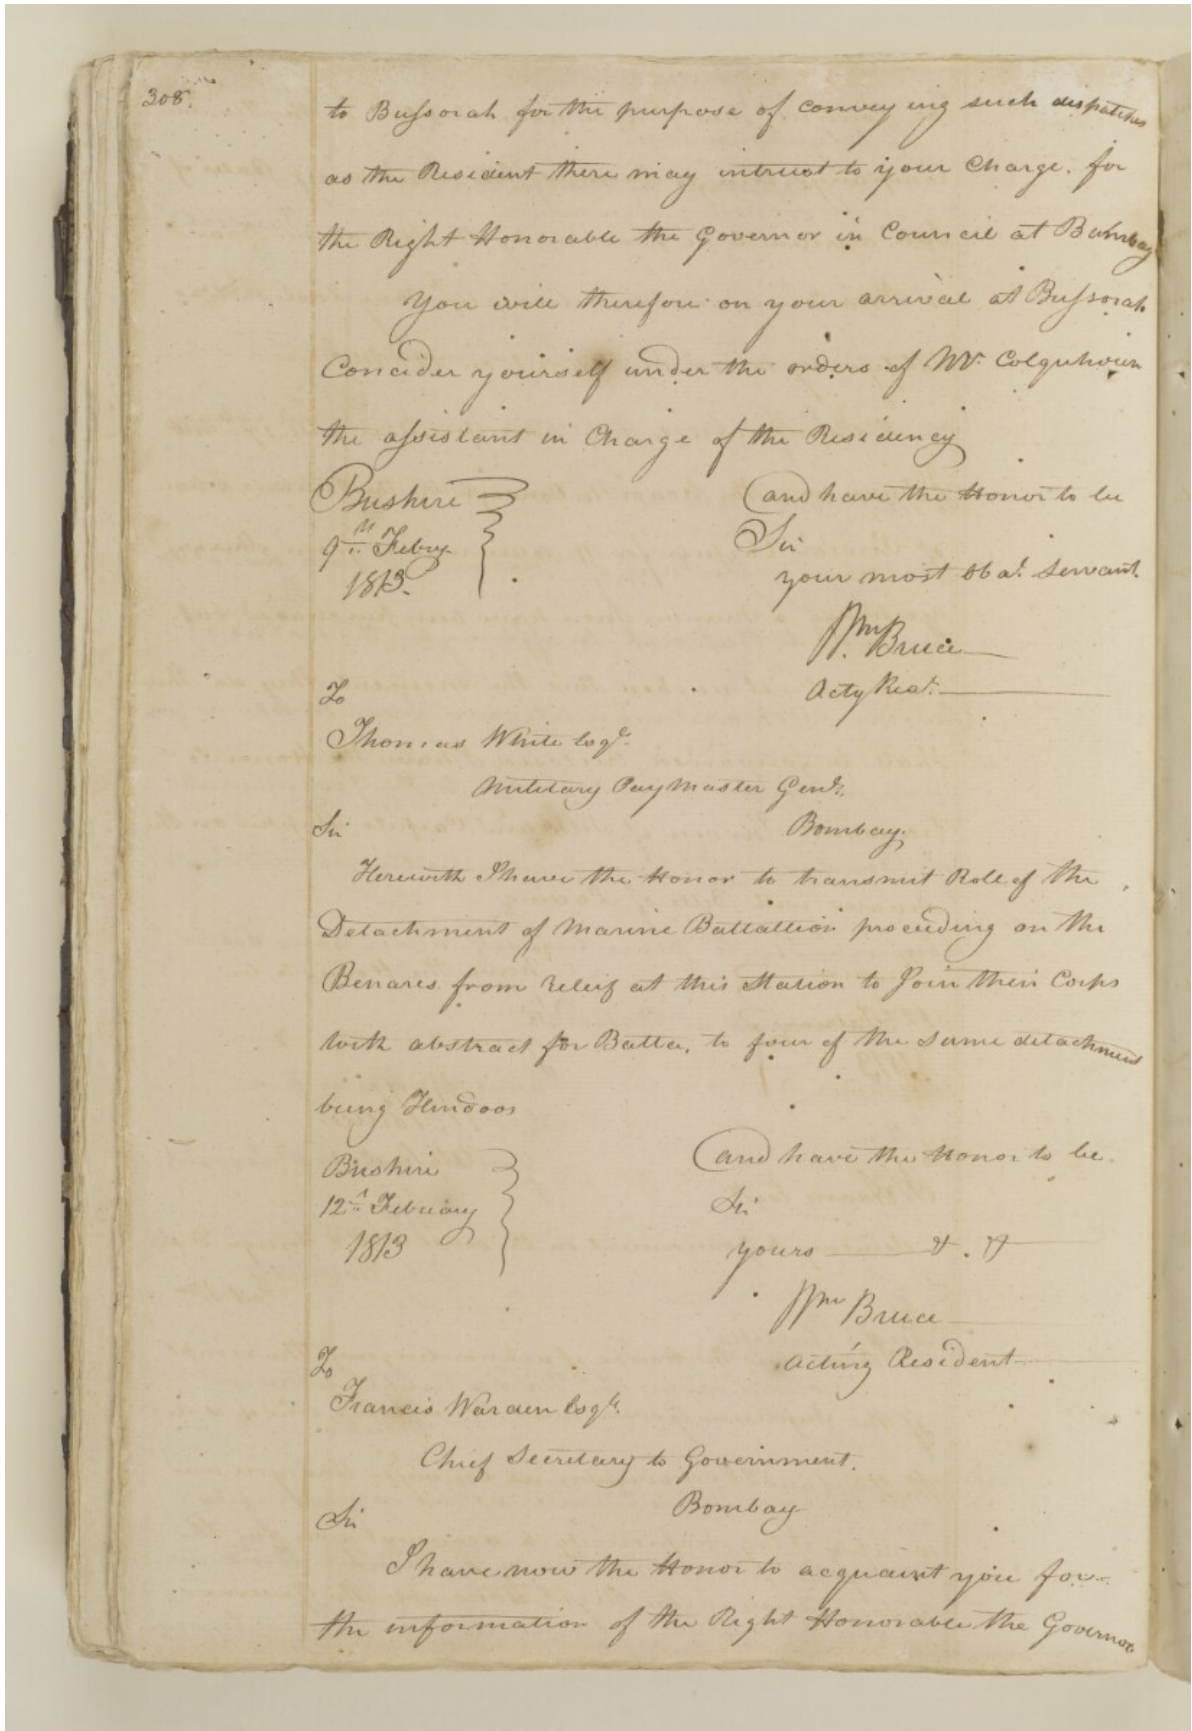 308.
to Bussorah for the purpose of conveying such dispatches
as the Resident there may intrust to your Charge. for
the Right Honorable the Governor in Council at Bombay
You will therefore on your arrival at Bussorah
Concider yourself under the orders of Mr. Colquhoun
the assistant in Charge of the Residency
Bushire
9th Febry.
1813.
and have the Honor to be
Sir
your most Obdt. Servant
Wm Bruce
Actg Resdt.
To
Thomas White Esqr.
Military Pay Master Genl.
Sir Bombay.
Herewith I have the Honor to transmit Roll of the
Detachment of Marine Battaltion proceeding on the
Benares from releif at this Station to Join their Corps
with abstract for Batta, to four of the same detachment
being Hindoos
Bushire
12th February
1813
and have the Honor to be
Sir
yours &. &
Wm Bruce
Acting Resident
To
Francis Warden Esqr.
Chief Secretary to Government.
Bombay
Sir
I have now the Honor to acquaint you for
the information of the Right Honorable the Governor